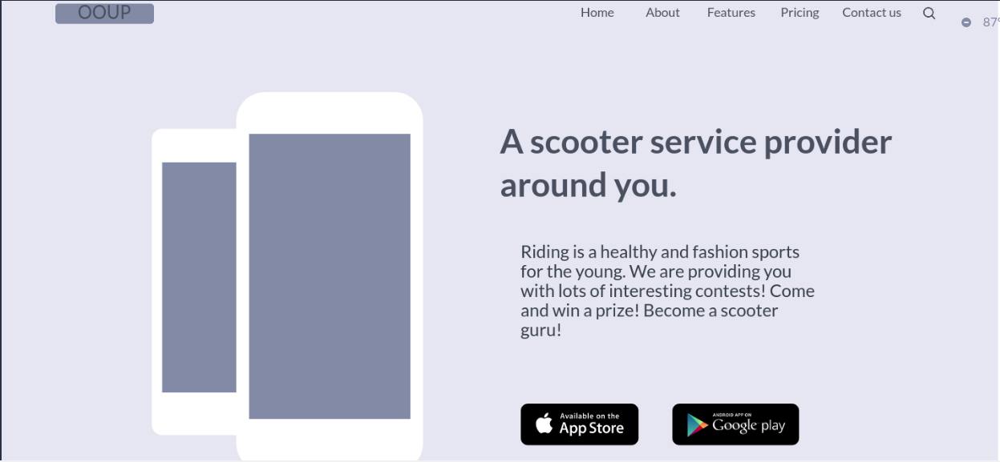 OOUP
Home About Features Pricing Contact us
87°
A scooter service provider
around you.
Riding is a healthy and fashion sports
for the young. We are providing you
with lots of interesting contests! Come
and win a prize! Become a scooter
guru!
Available on the
App Store
ANDROID APP ON
Google play